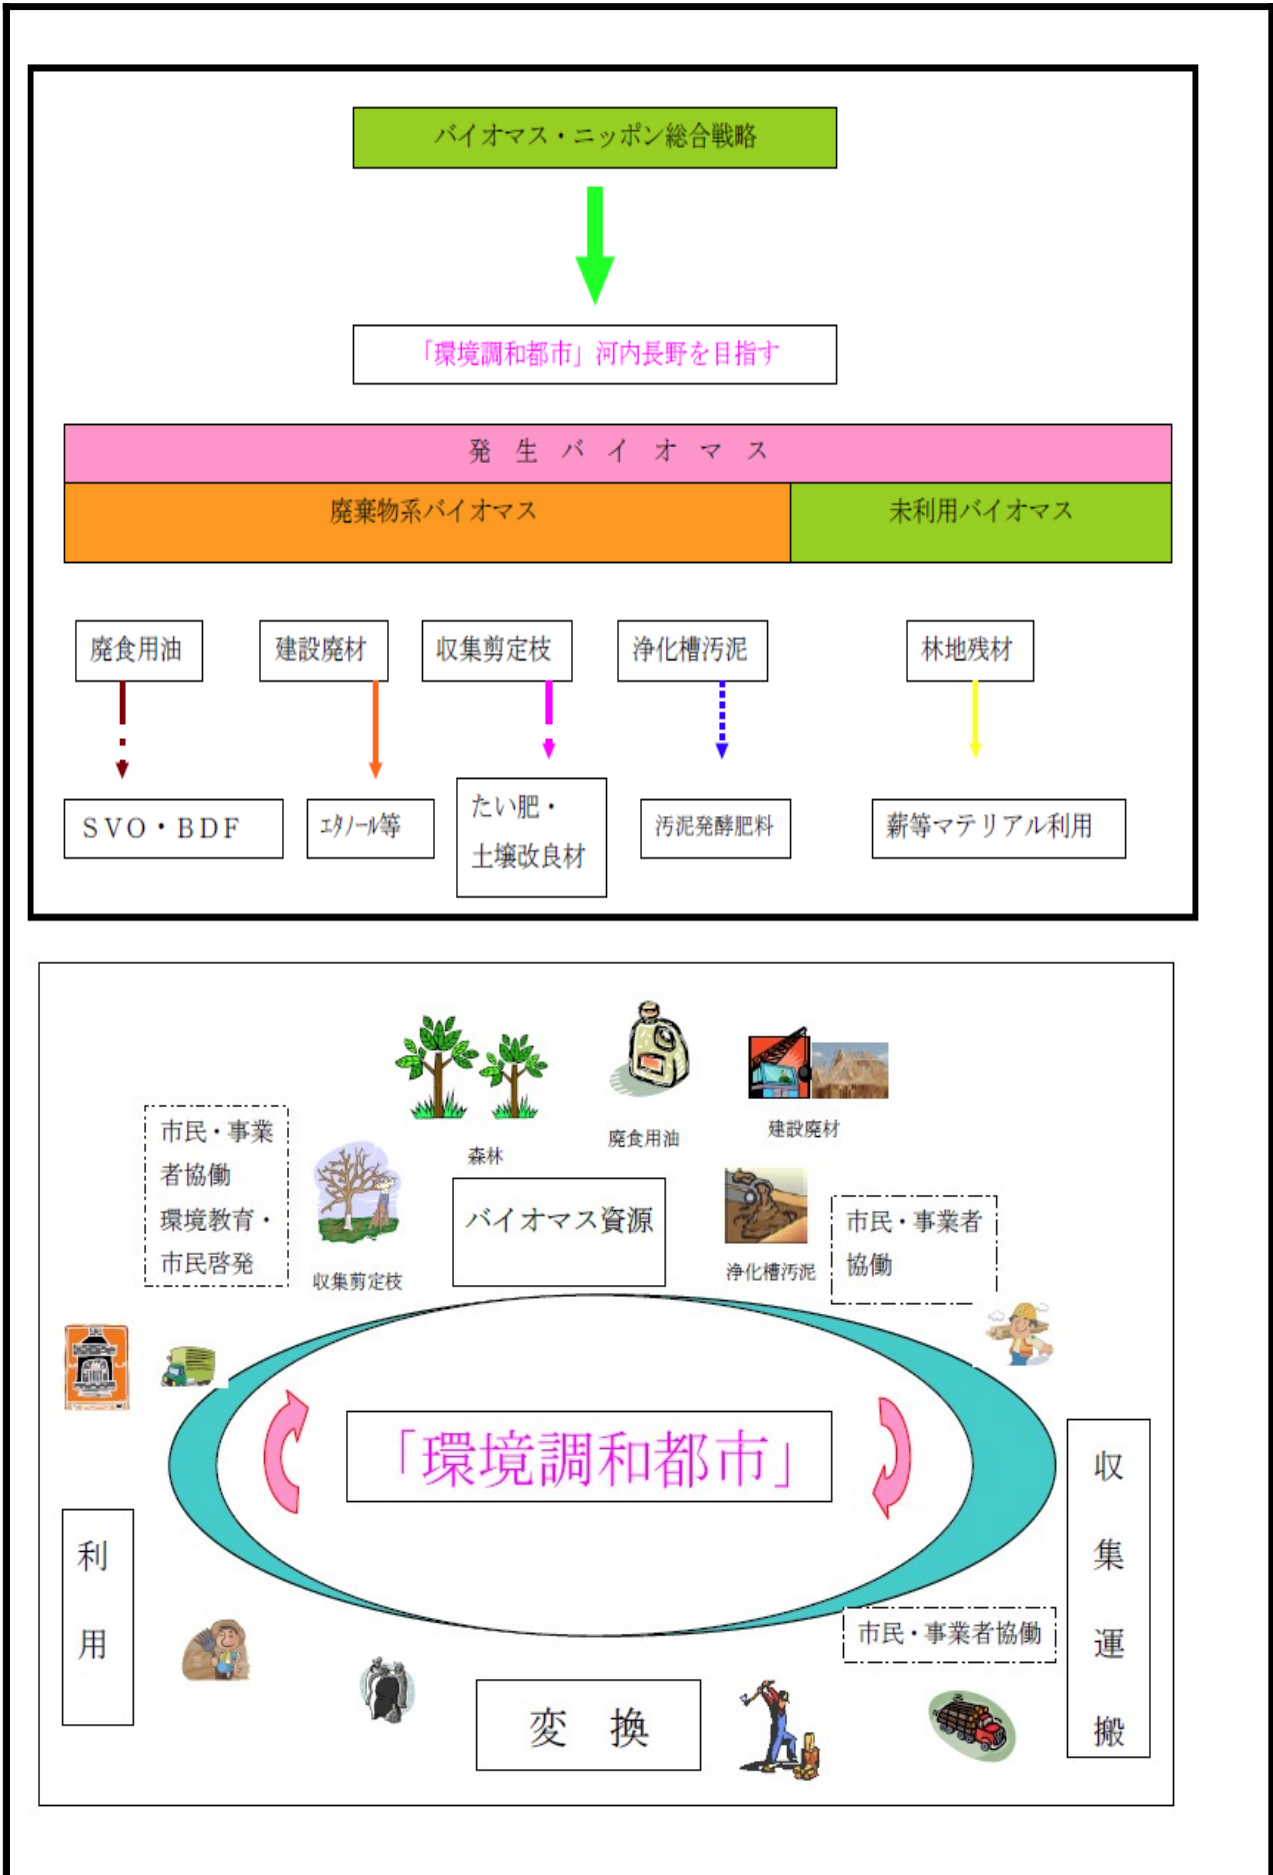 バイオマス・ニッポン総合戦略
「環境調和都市」河内長野を目指す
発生バイオマス
廃棄物系バイオマス
未利用バイオマス
廃食用油
建設廃材
収集剪定枝
浄化槽汚泥
林地残材
SVO・BDF
ｴﾀﾉｰﾙ等
たい肥・
土壌改良材
汚泥発酵肥料
薪等マテリアル利用
森林
廃食用油
建設廃材
市民・事業
者協働
環境教育・
市民啓発
収集剪定枝
バイオマス資源
浄化槽汚泥
市民・事業者
協働
「環境調和都市」
収集運搬
利用
市民・事業者協働
変換